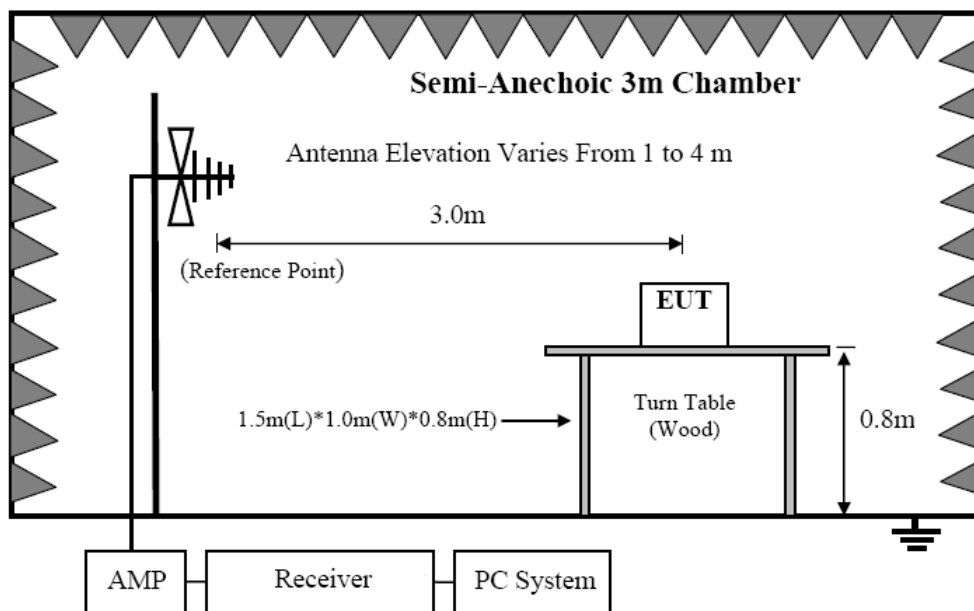 Semi-Anechoic 3m Chamber
Antenna Elevation Varies From 1 to 4 m
3.0m
(Reference Point)
EUT
1.5m(L)*1.0m(W)*0.8m(H)
Turn Table
(Wood)
0.8m
AMP
Receiver
PC System